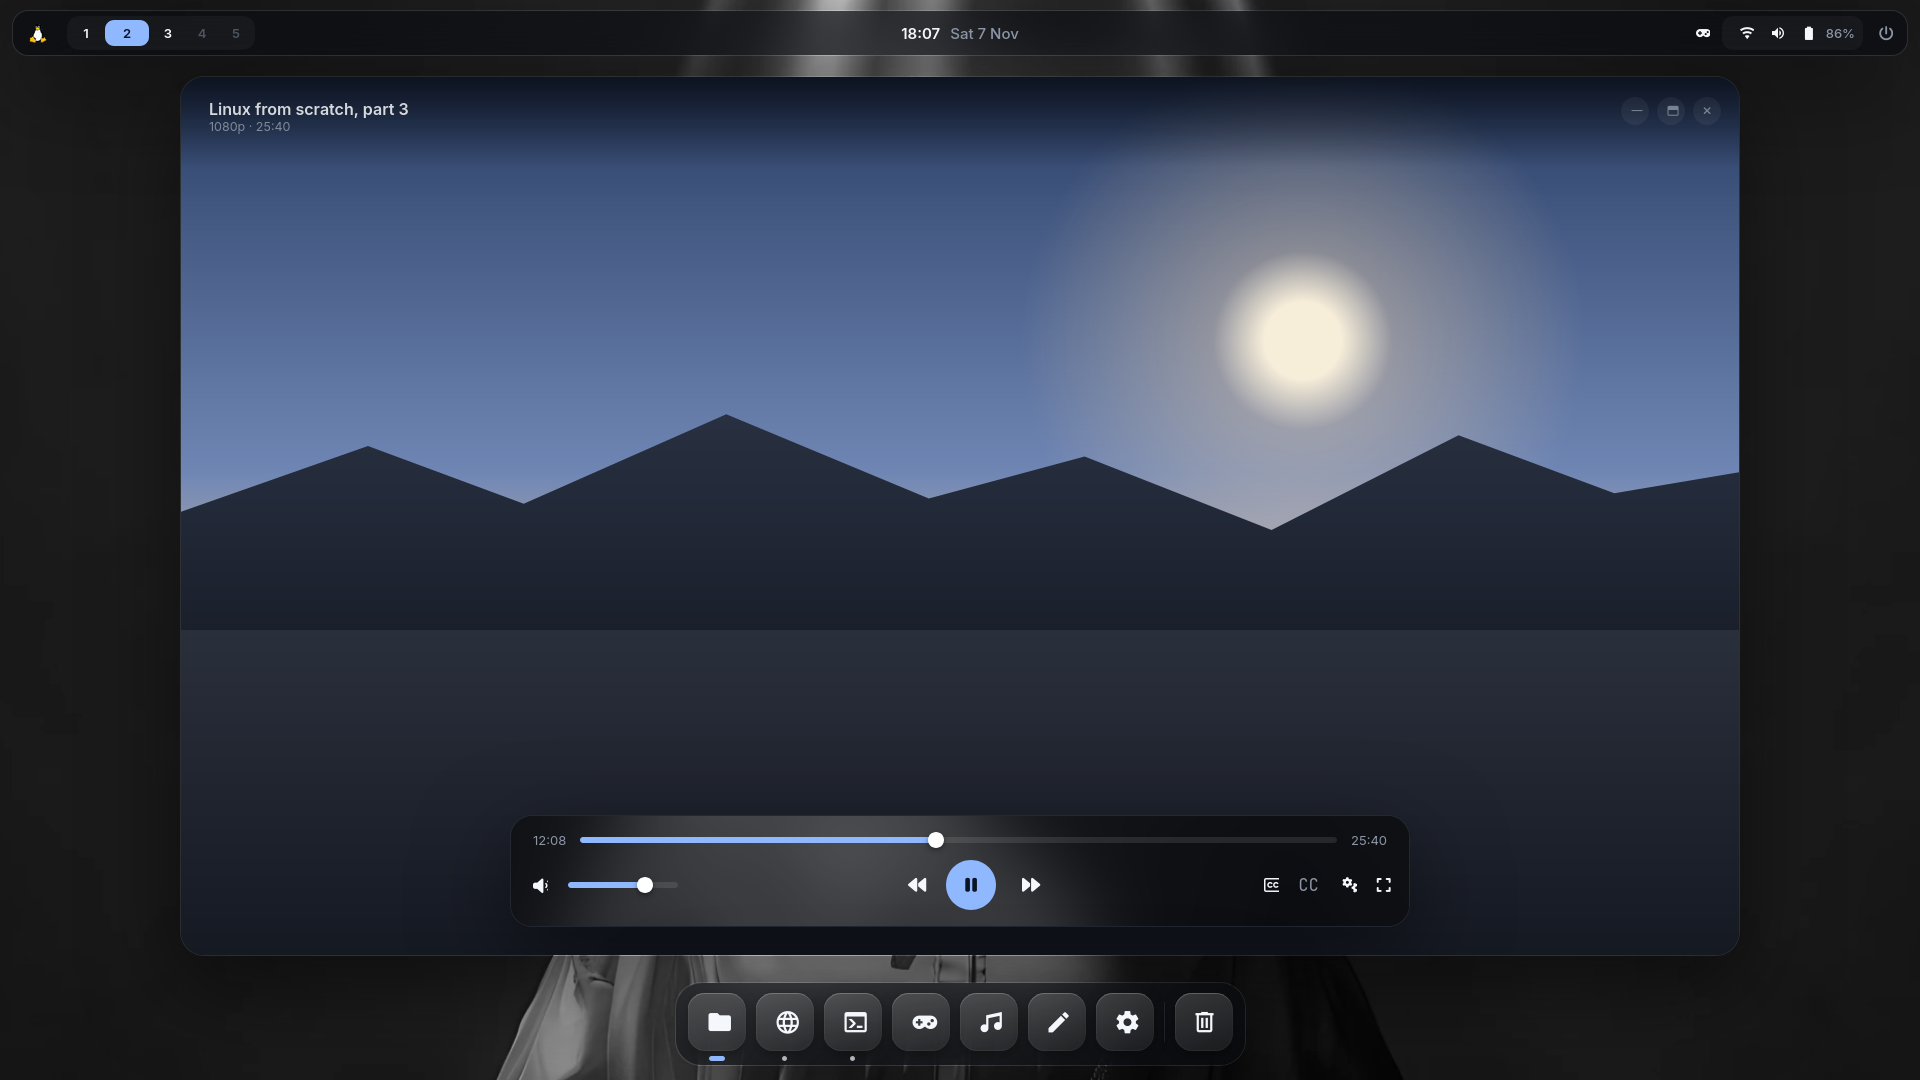 1 2 3 4 5
18:07 Sat 7 Nov
86%
Linux from scratch, part 3
1080p · 25:40
12:08
25:40
CC CC